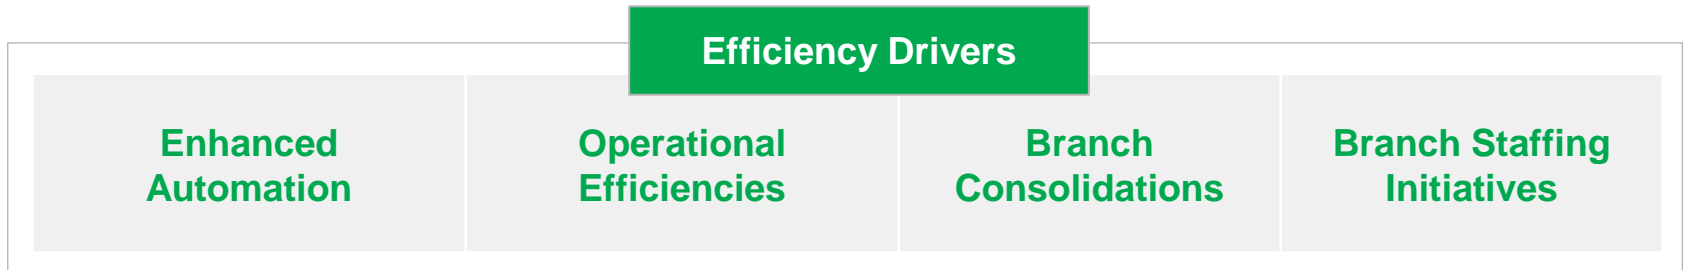 Efficiency Drivers
Enhanced
Automation
Operational
Efficiencies
Branch
Consolidations
Branch Staffing
Initiatives